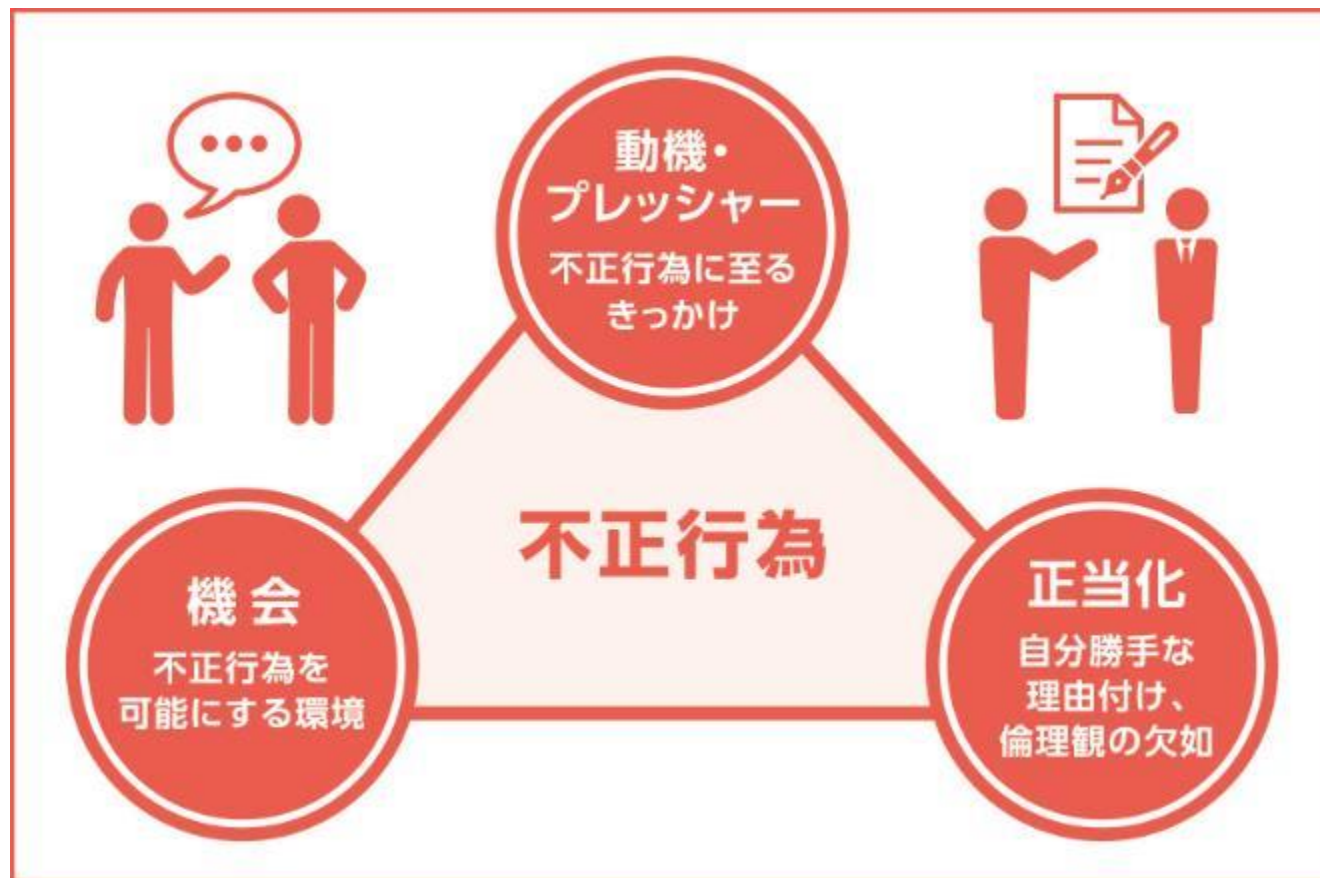 動機・
プレッシャー
不正行為に至る
きっかけ
不正行為
機会
不正行為を
可能にする環境
正当化
自分勝手な
理由付け、
倫理観の欠如